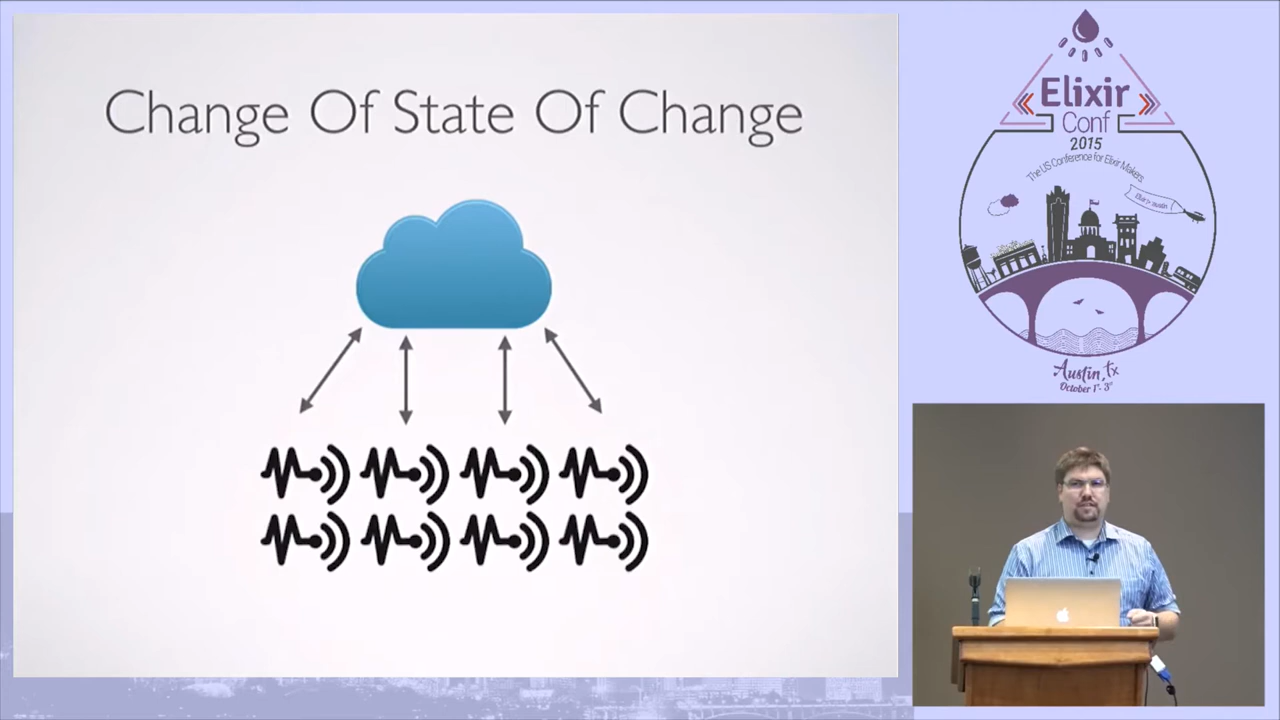 Change Of State Of Change
Elixir
Conf
2015
The US Conference for Elixir Makers
Austin, tx
October 1st - 3rd